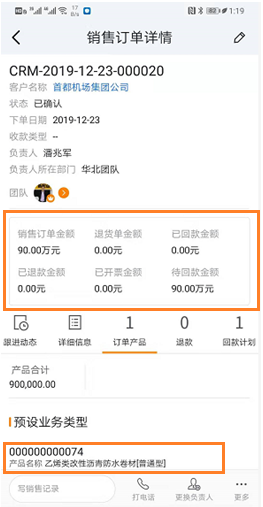 1:19
销售订单详情
CRM-2019-12-23-000020
客户名称 首都机场集团公司
状态 已确认
下单日期 2019-12-23
收款类型 --
负责人 潘兆军
负责人所在部门 华北团队
团队
销售订单金额 退货单金额 已回款金额
90.00万元 0.00元 0.00元
已退款金额 已开票金额 待回款金额
0.00元 0.00元 90.00万元
1 0 1
跟进动态 详细信息 订单产品 退款 回款计划
产品合计
900,000.00
预设业务类型
000000000074
产品名称 乙烯类改性沥青防水卷材[普通型]
写销售记录 打电话 更换负责人 更多